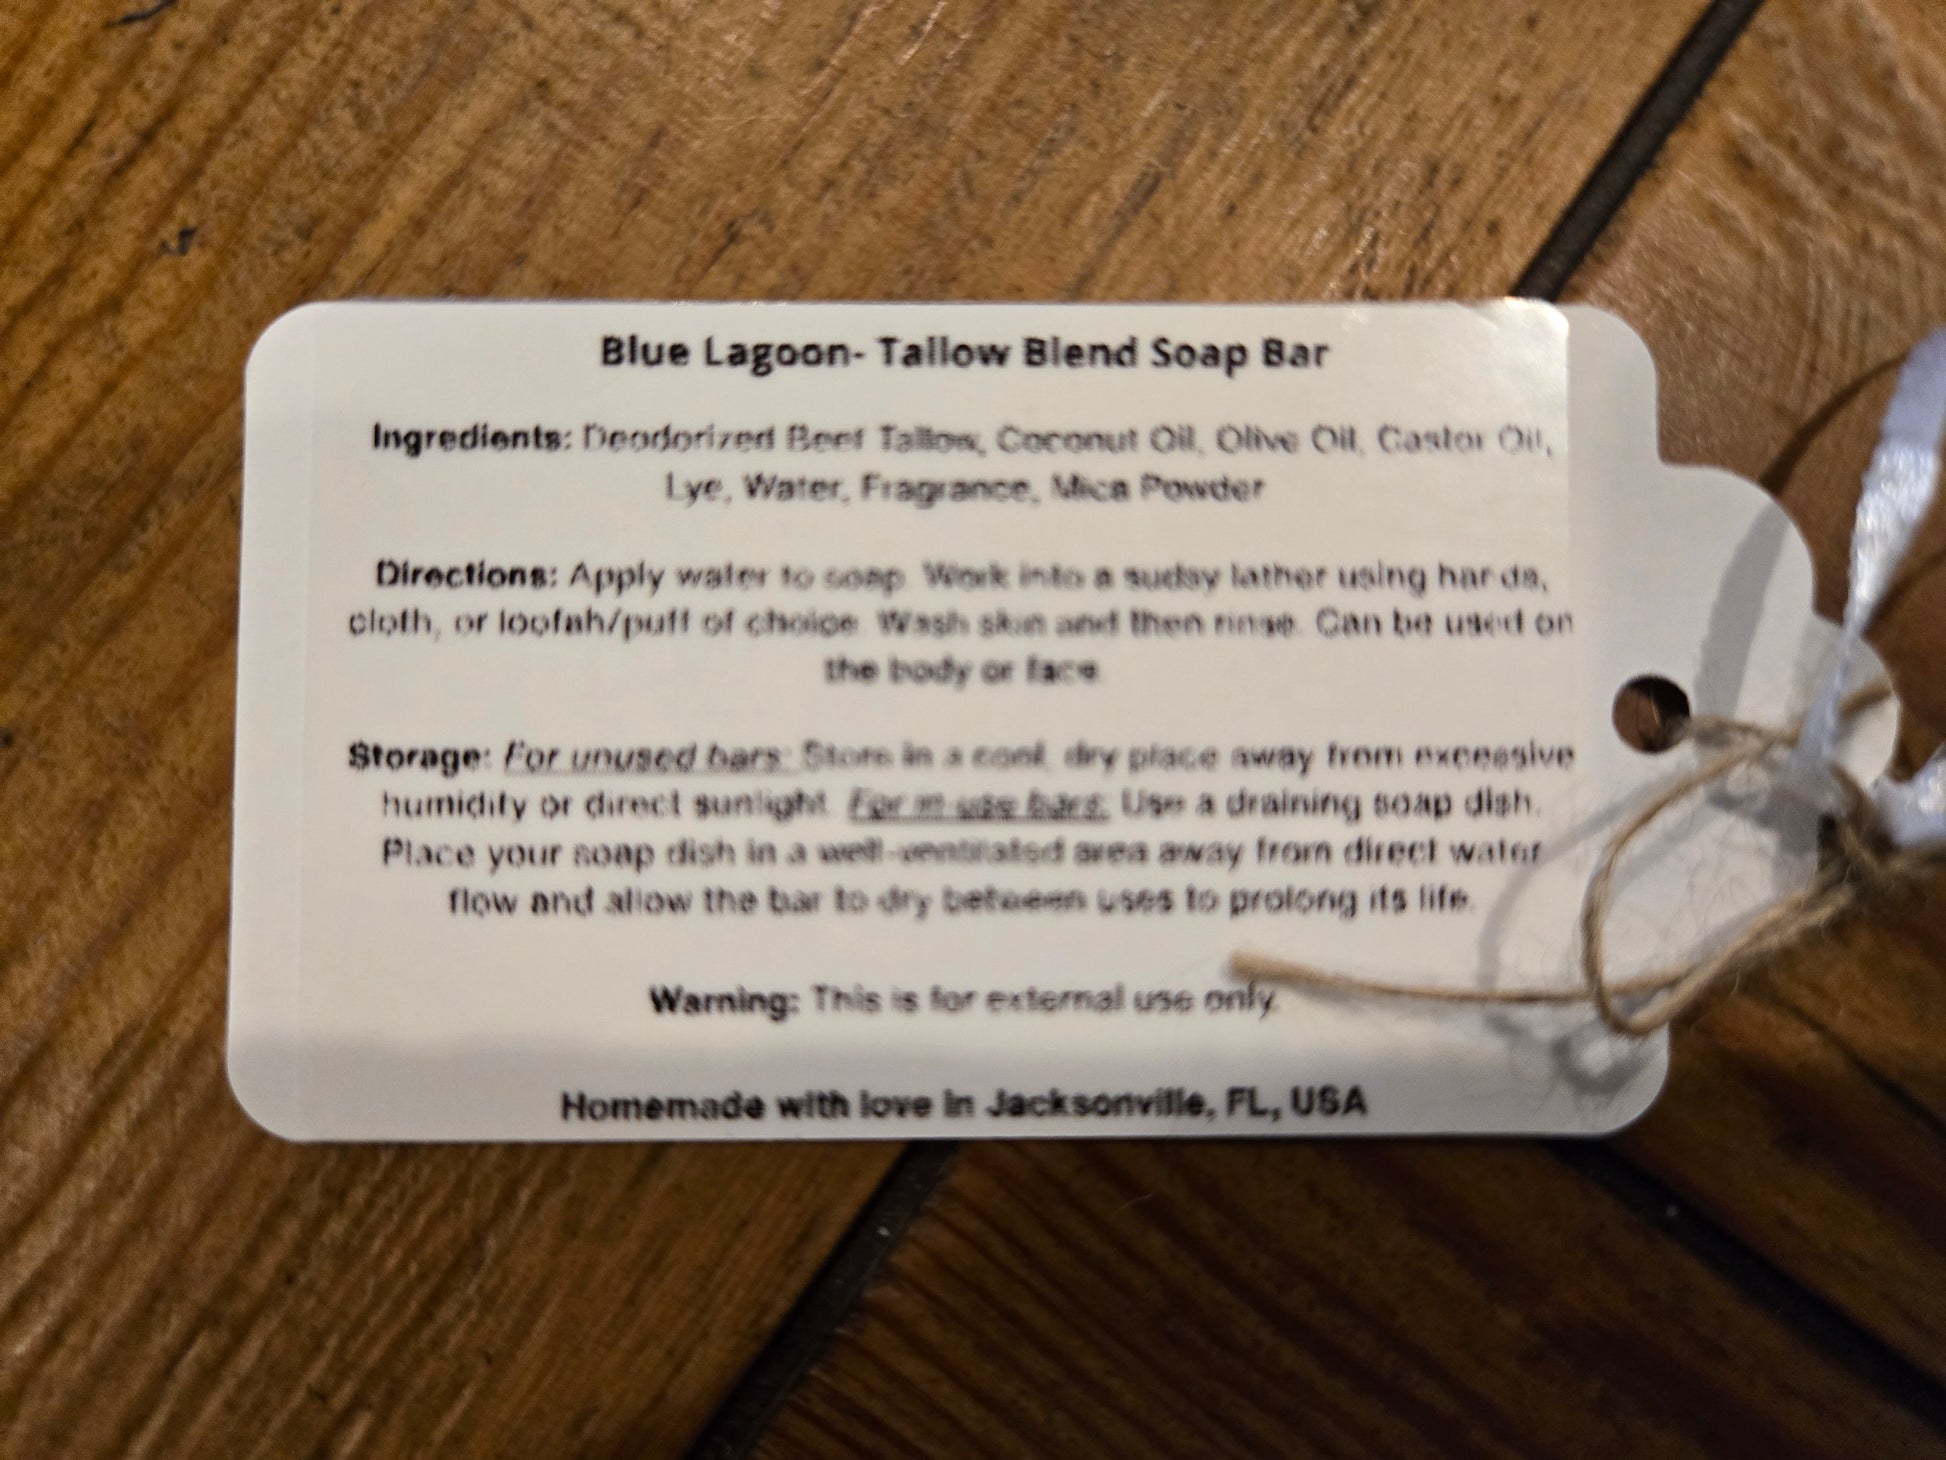 Blue Lagoon- Tallow Blend Soap Bar
Ingredients: Deodorized Beef Tallow, Coconut Oil, Olive Oil, Castor Oil,
Lye, Water, Fragrance, Mica Powder
Directions: Apply water to soap. Work into a sudsy lather using hands,
cloth, or loofah/puff of choice. Wash skin and then rinse. Can be used on
the body or face.
Storage: For unused bars: Store in a cool, dry place away from excessive
humidity or direct sunlight. For in-use bars: Use a draining soap dish.
Place your soap dish in a well-ventilated area away from direct water
flow and allow the bar to dry between uses to prolong its life.
Warning: This is for external use only.
Homemade with love in Jacksonville, FL, USA